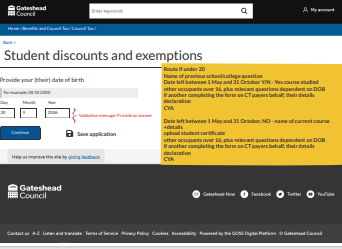 Gateshead
Council
Enter keywords
My account
Home / Benefits and Council Tax / Council Tax /
Back
Student discounts and exemptions
Provide your (their) date of birth
For example, 08 10 2000
Day Month Year
30 9 2006
Validation message: Provide an answer
Continue
Save application
Help us improve this site by giving feedback
Route if under 20
Name of previous school/college question
Date left between 1 May and 31 October Y/N - Yes course studied
other occupants over 16, plus relevant questions dependent on DOB
If another completing the form on CT payers behalf, their details
declaration
CYA
Date left between 1 May and 31 October, NO - name of current course
+details
upload student certificate
other occupants over 16, plus relevant questions dependent on DOB
If another completing the form on CT payers behalf, their details
declaration
CYA
Gateshead
Council
Gateshead Now
Facebook
Twitter
YouTube
Contact us A-Z Listen and translate Terms of Service Privacy Policy Cookies Accessibility Powered by the GOSS Digital Platform © Gateshead Council